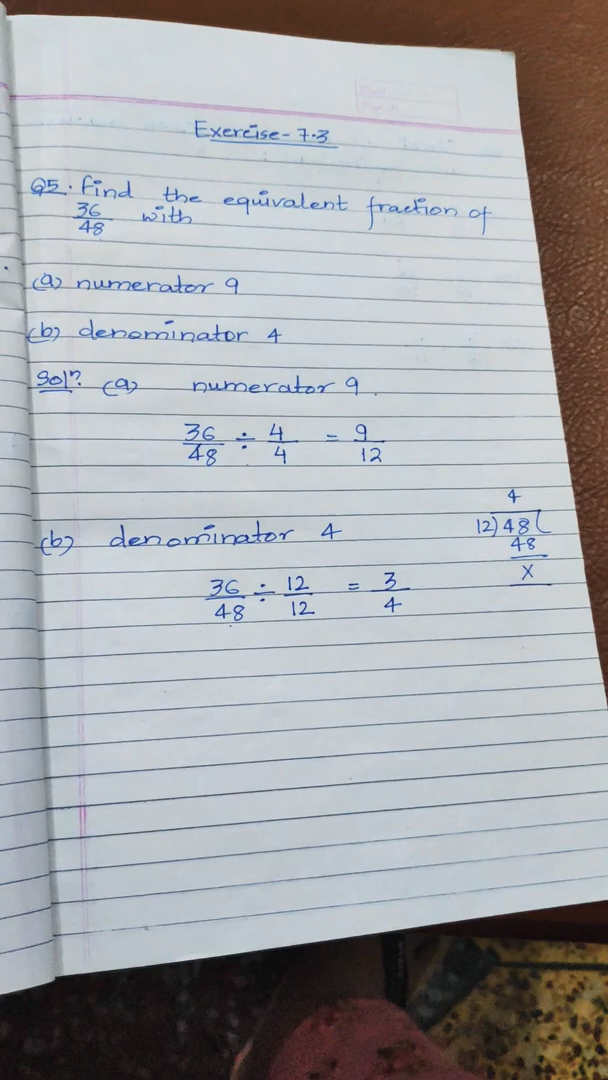 Exercise-7.3
Q5. Find the equivalent fraction of
36/48 with
(a) numerator 9
(b) denominator 4
Solⁿ. (a) numerator 9.
36/48 ÷ 4/4 = 9/12
(b) denominator 4
36/48 ÷ 12/12 = 3/4
4
12)48(
48
X